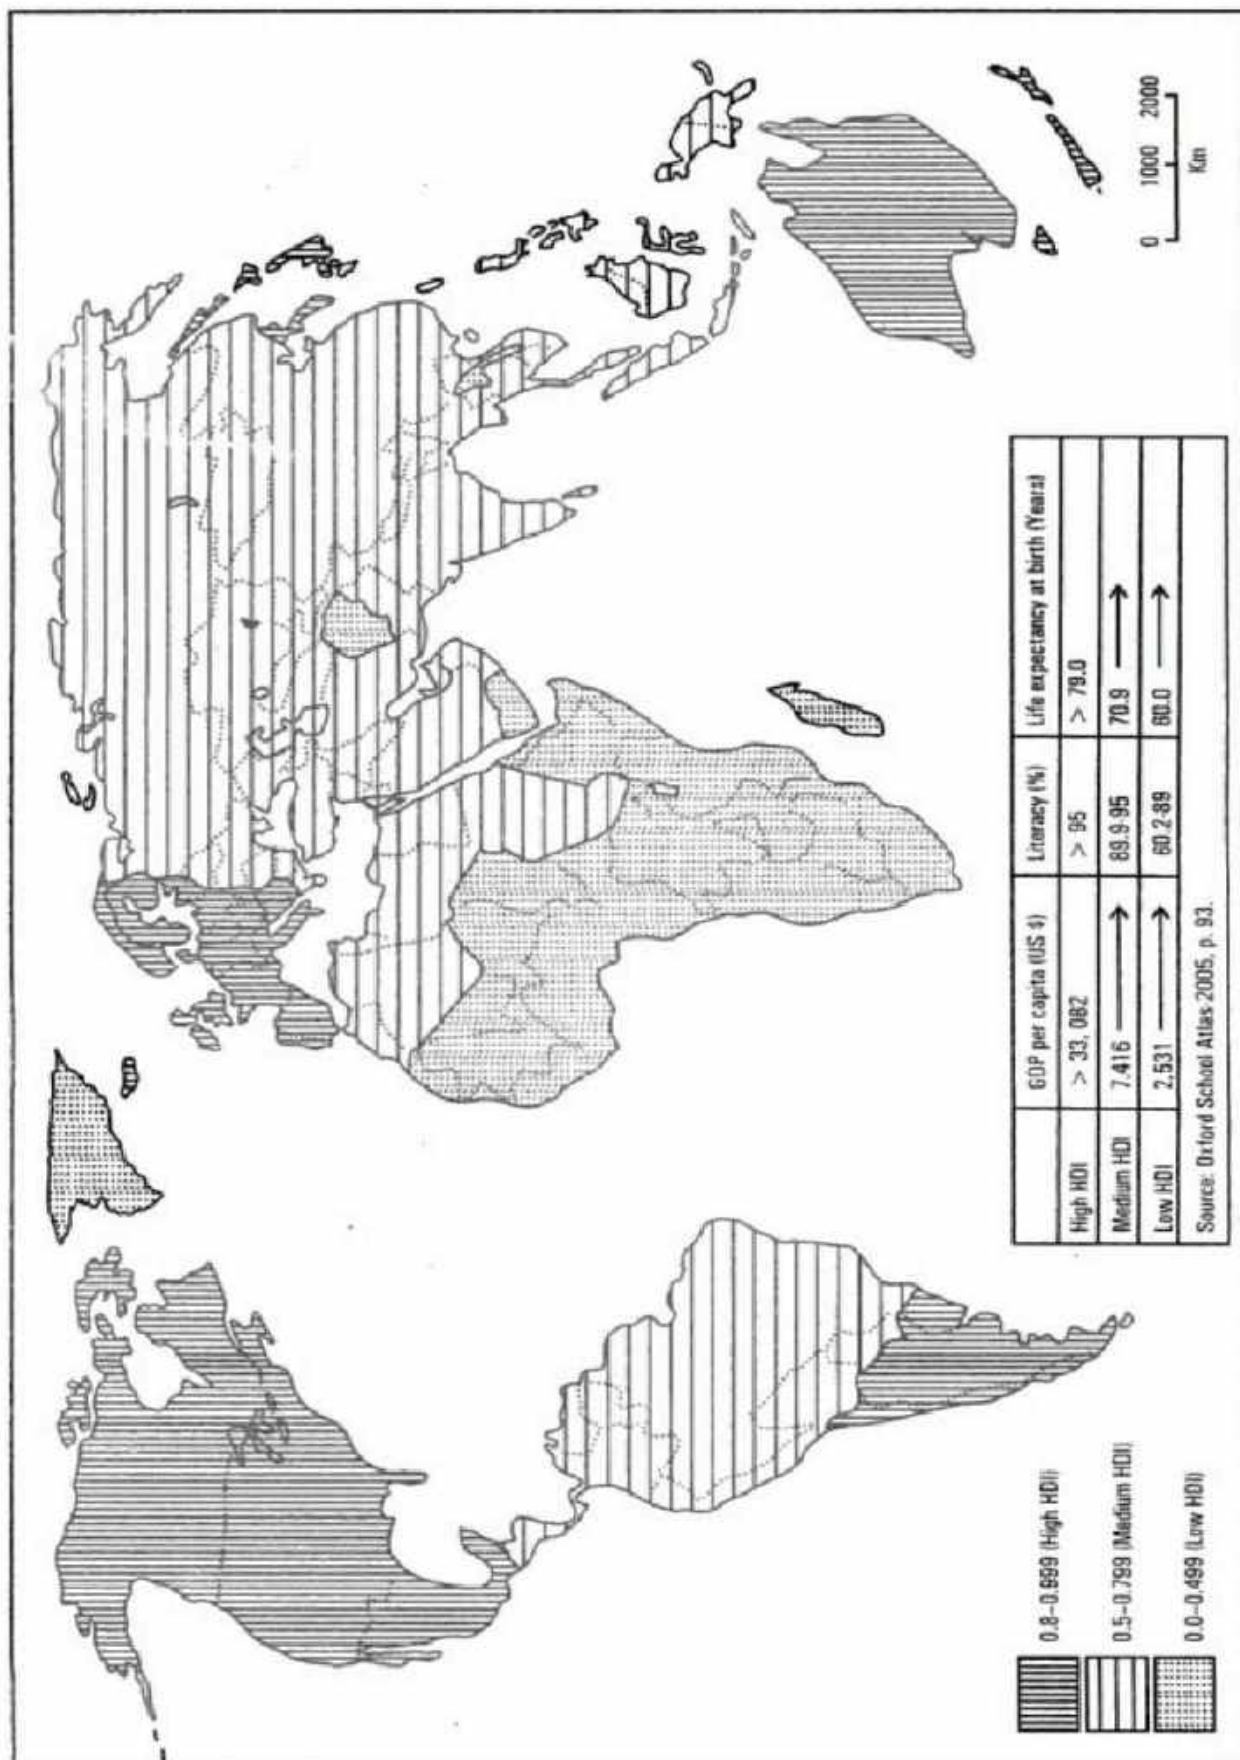 0 1000 2000
Km
GDP per capita (US $) Literacy (%) Life expectancy at birth (Years)
High HDI > 33, 082 > 95 > 79.0
Medium HDI 7.416 → 89.9-95 70.9 →
Low HDI 2,531 → 60.2-89 60.0 →
Source: Oxford School Atlas 2005, p. 93.
0.8–0.999 (High HDI)
0.5–0.799 (Medium HDI)
0.0–0.499 (Low HDI)